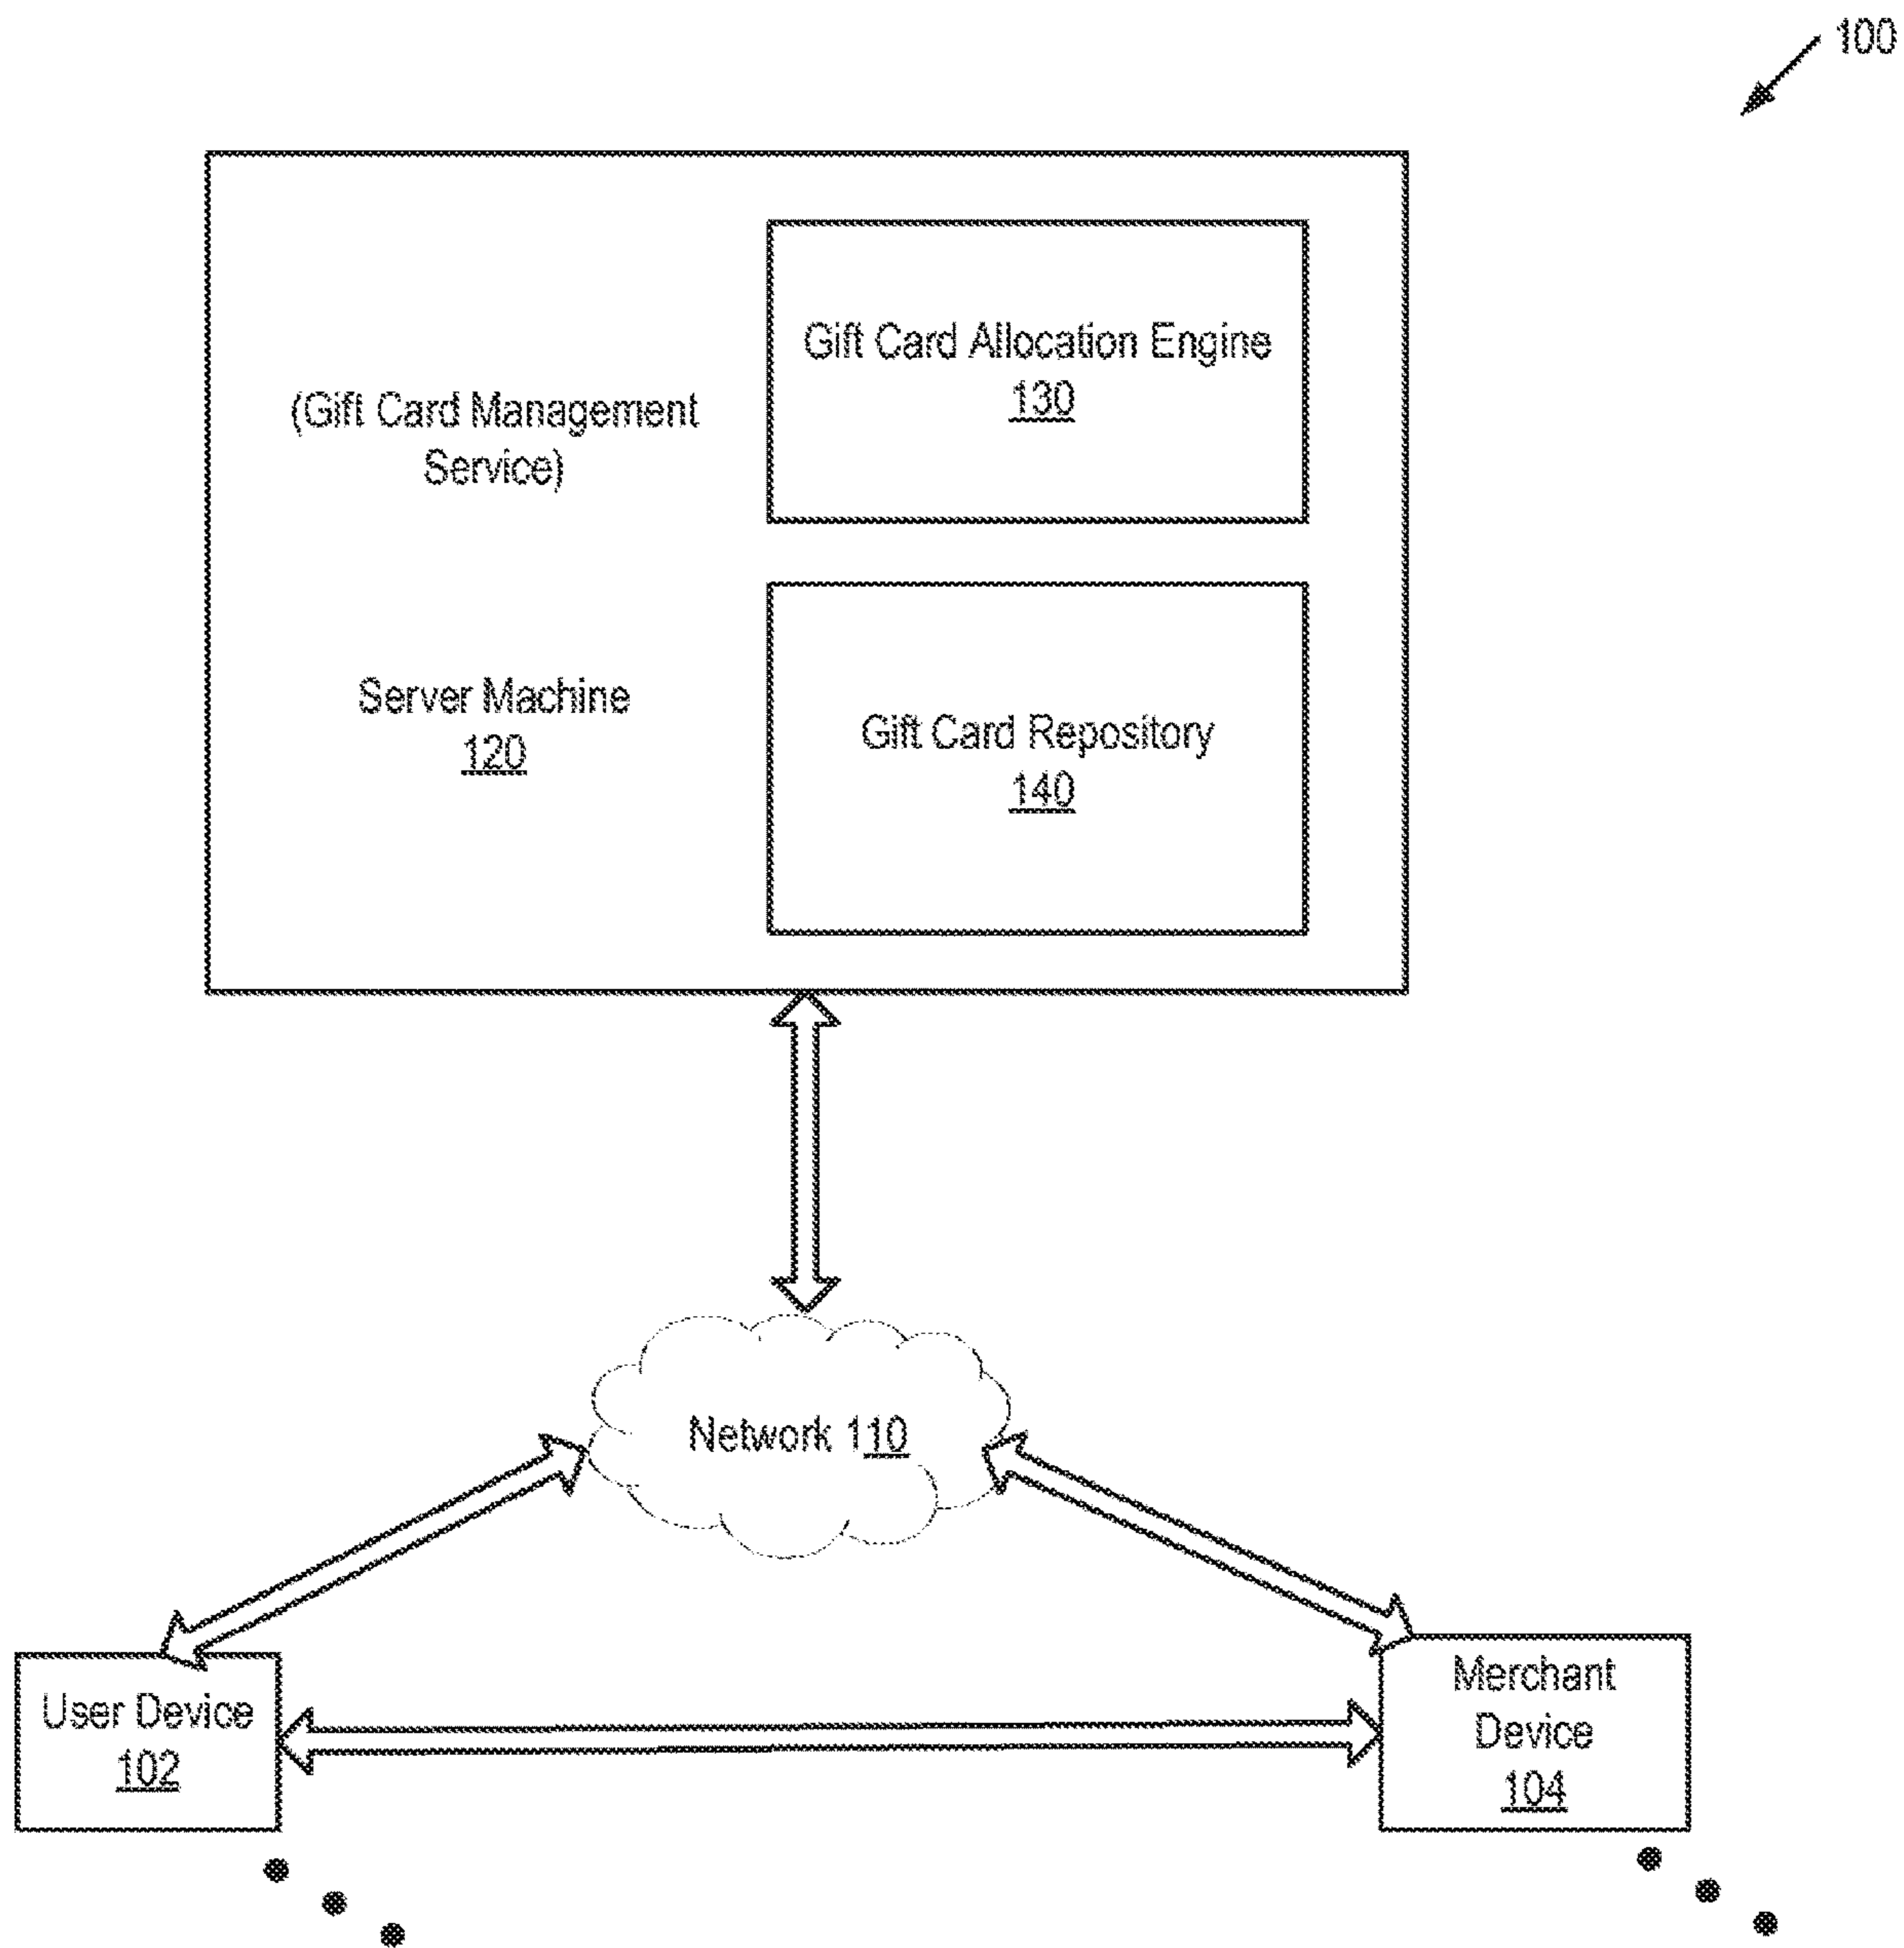 100
Gift Card Allocation Engine
130
(Gift Card Management
Service)
Server Machine
120
Gift Card Repository
140
Network 110
User Device
102
Merchant
Device
104